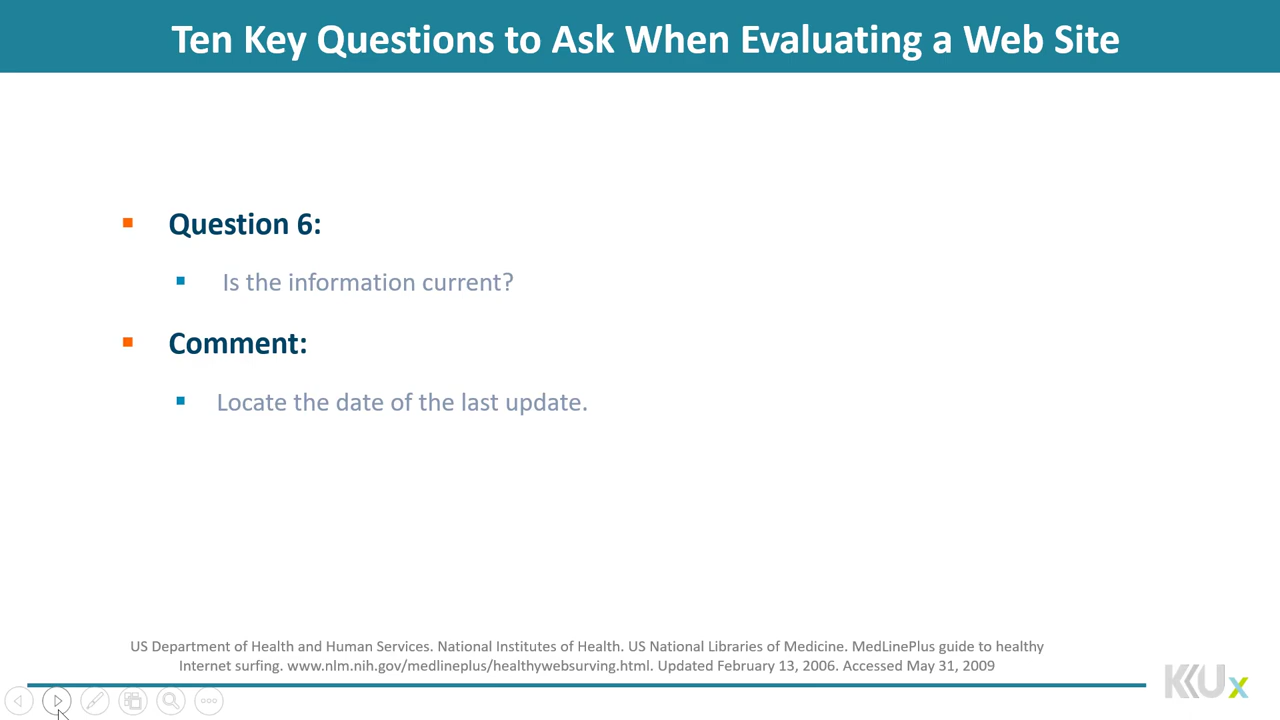 Ten Key Questions to Ask When Evaluating a Web Site
Question 6:
Is the information current?
Comment:
Locate the date of the last update.
US Department of Health and Human Services. National Institutes of Health. US National Libraries of Medicine. MedLinePlus guide to healthy
Internet surfing. www.nlm.nih.gov/medlineplus/healthywebsurving.html. Updated February 13, 2006. Accessed May 31, 2009
KKUx